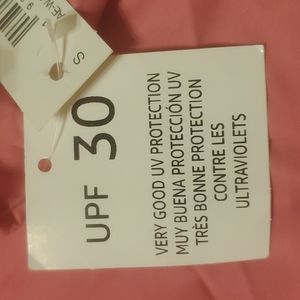 S
UPF 30
VERY GOOD UV PROTECTION
MUY BUENA PROTECCIÓN UV
TRÈS BONNE PROTECTION
CONTRE LES
ULTRAVIOLETS